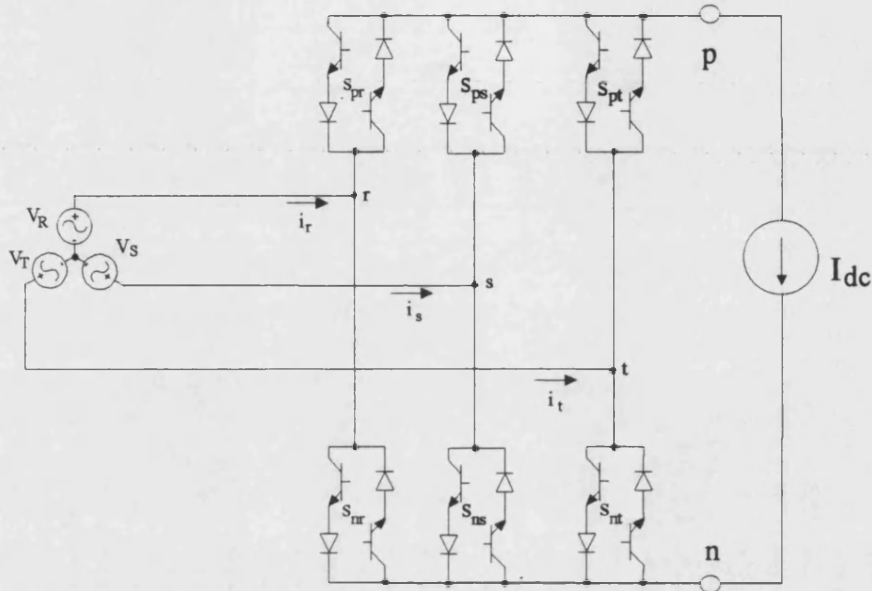 p
S_pr
S_ps
S_pt
r
V_R
i_r
V_T
V_S
s
I_dc
i_s
t
i_t
S_nr
S_ns
S_nt
n